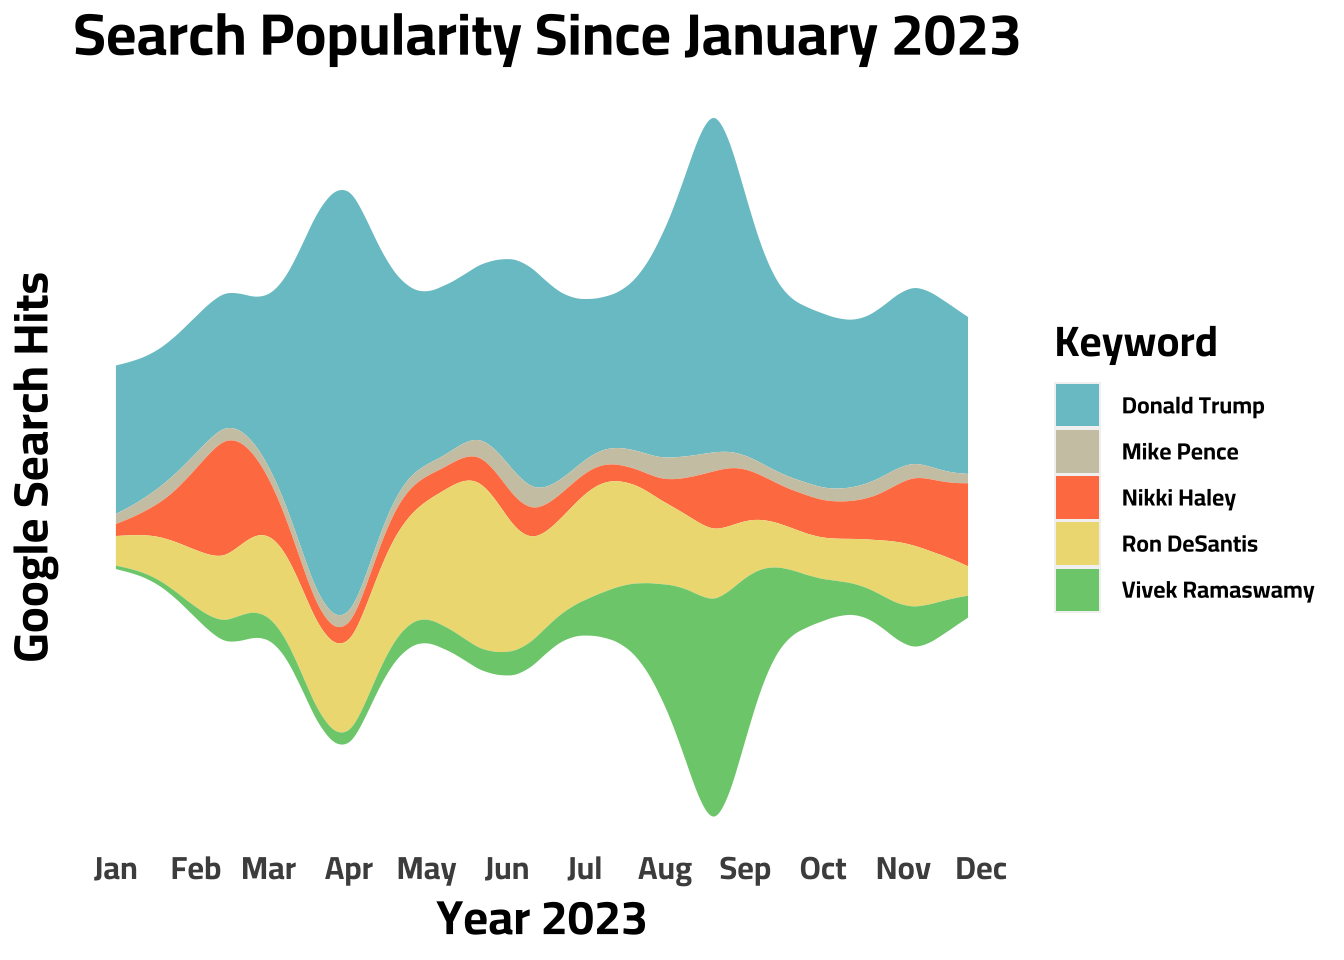 Search Popularity Since January 2023
Google Search Hits
Keyword
Donald Trump
Mike Pence
Nikki Haley
Ron DeSantis
Vivek Ramaswamy
Jan Feb Mar Apr May Jun Jul Aug Sep Oct Nov Dec
Year 2023